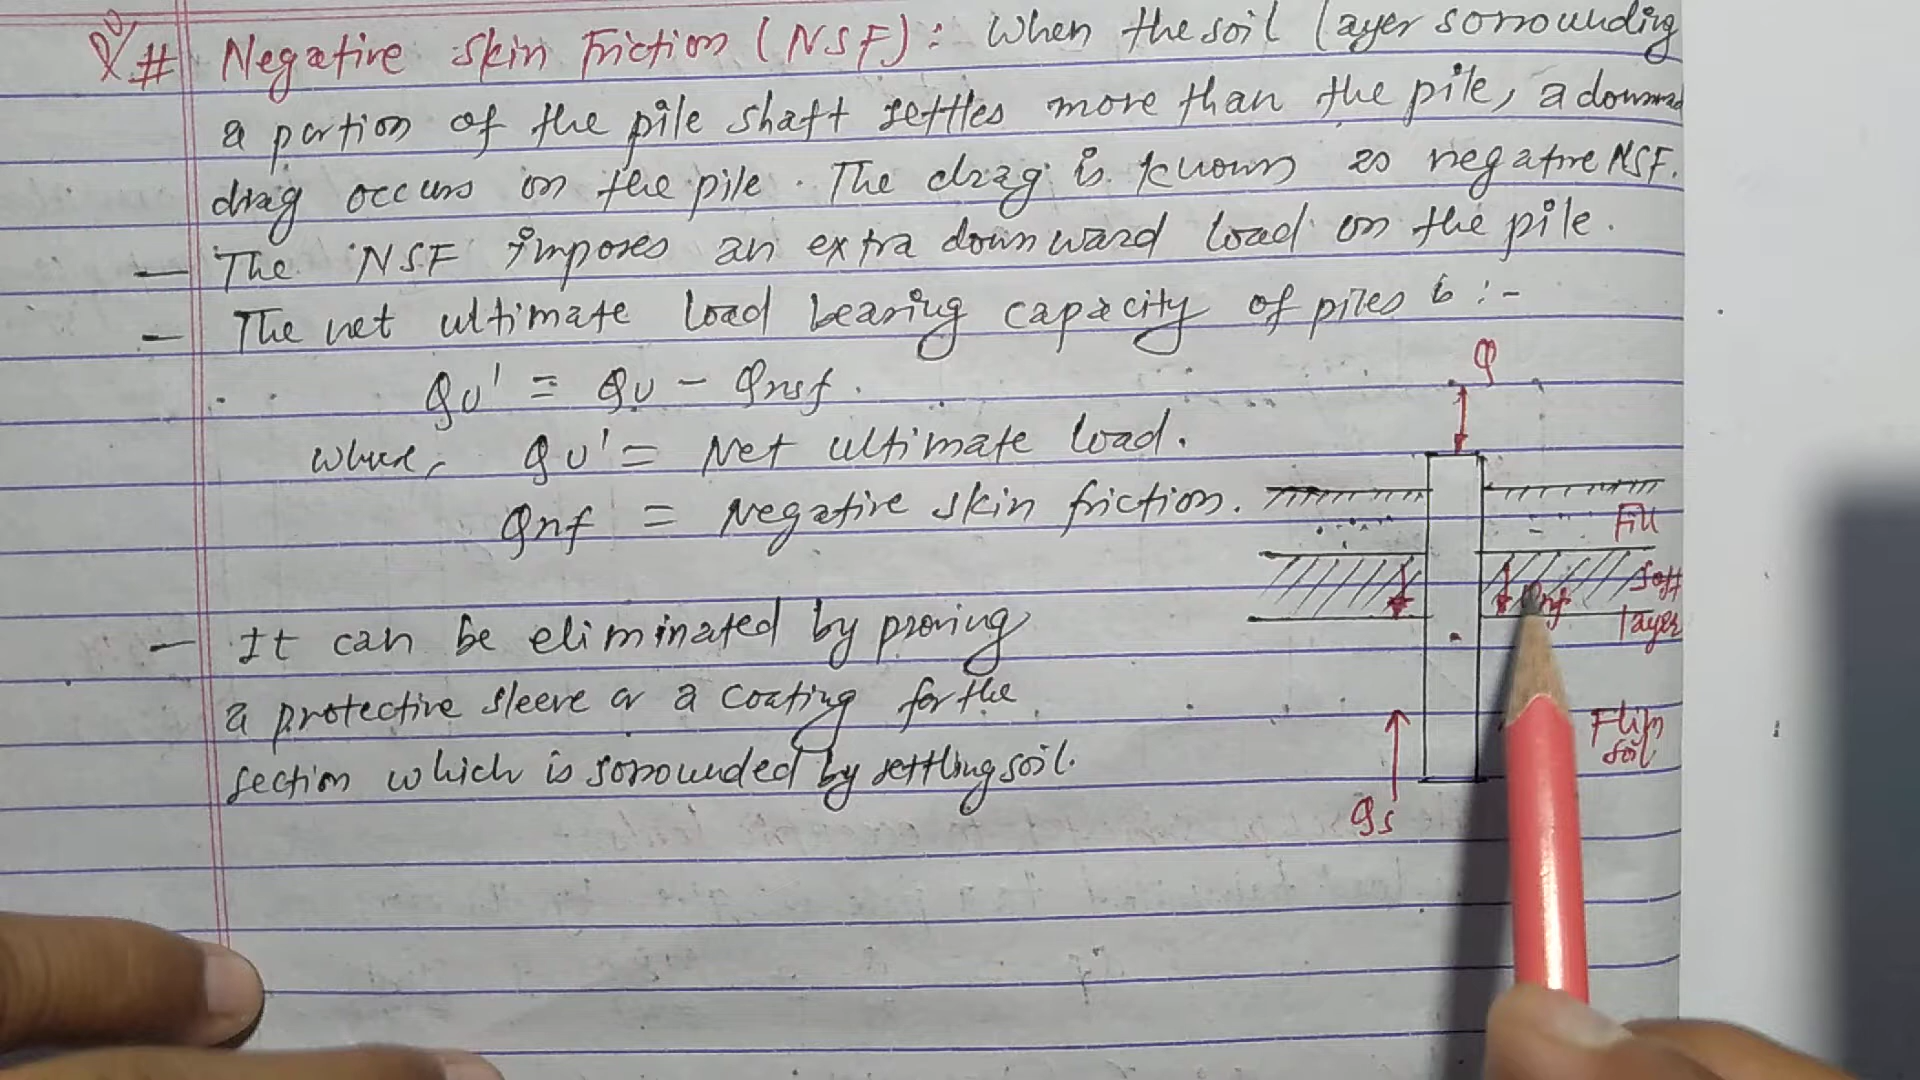 # Negative skin Friction (NSF) : When the soil layer sorrounding
a portion of the pile shaft settles more than the pile, a downward
drag occurs on the pile. The drag is known as negative NSF.
— The NSF imposes an extra downward load on the pile.
— The net ultimate load bearing capacity of piles is :-
Qu' = Qu - Qnsf.
where, Qu' = Net ultimate load.
Qnf = Negative skin friction.
— It can be eliminated by proving
a protective sleeve or a coating for the
section which is sorrounded by settling soil.
Q
Fill
Soft
layer
Qnf
soil
Qs